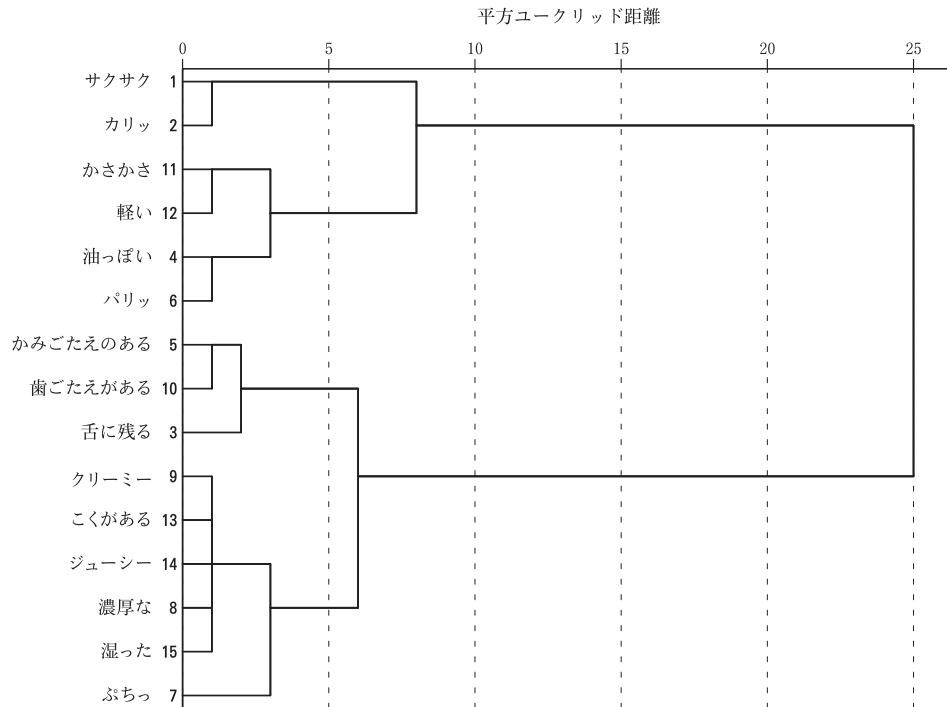 平方ユークリッド距離
0 5 10 15 20 25
サクサク 1
カリッ 2
かさかさ 11
軽い 12
油っぽい 4
パリッ 6
かみごたえのある 5
歯ごたえがある 10
舌に残る 3
クリーミー 9
こくがある 13
ジューシー 14
濃厚な 8
湿った 15
ぷちっ 7